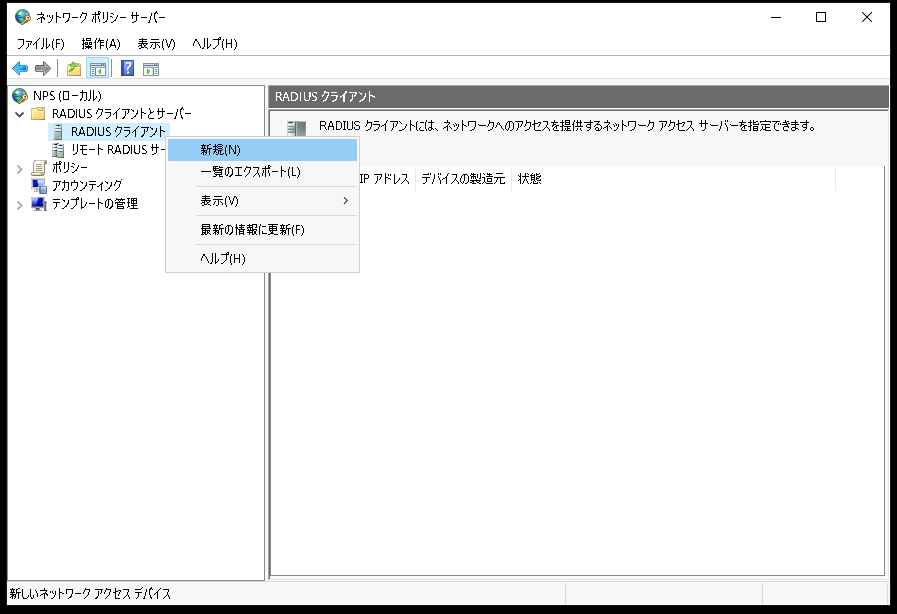 ネットワーク ポリシー サーバー
ファイル(F) 操作(A) 表示(V) ヘルプ(H)
NPS (ローカル)
RADIUS クライアントとサーバー
RADIUS クライアント
リモート RADIUS サー
ポリシー
アカウンティング
テンプレートの管理
新規(N)
一覧のエクスポート(L)
表示(V)
最新の情報に更新(F)
ヘルプ(H)
RADIUS クライアント
RADIUS クライアントには、ネットワークへのアクセスを提供するネットワーク アクセス サーバーを指定できます。
IP アドレス デバイスの製造元 状態
新しいネットワーク アクセス デバイス